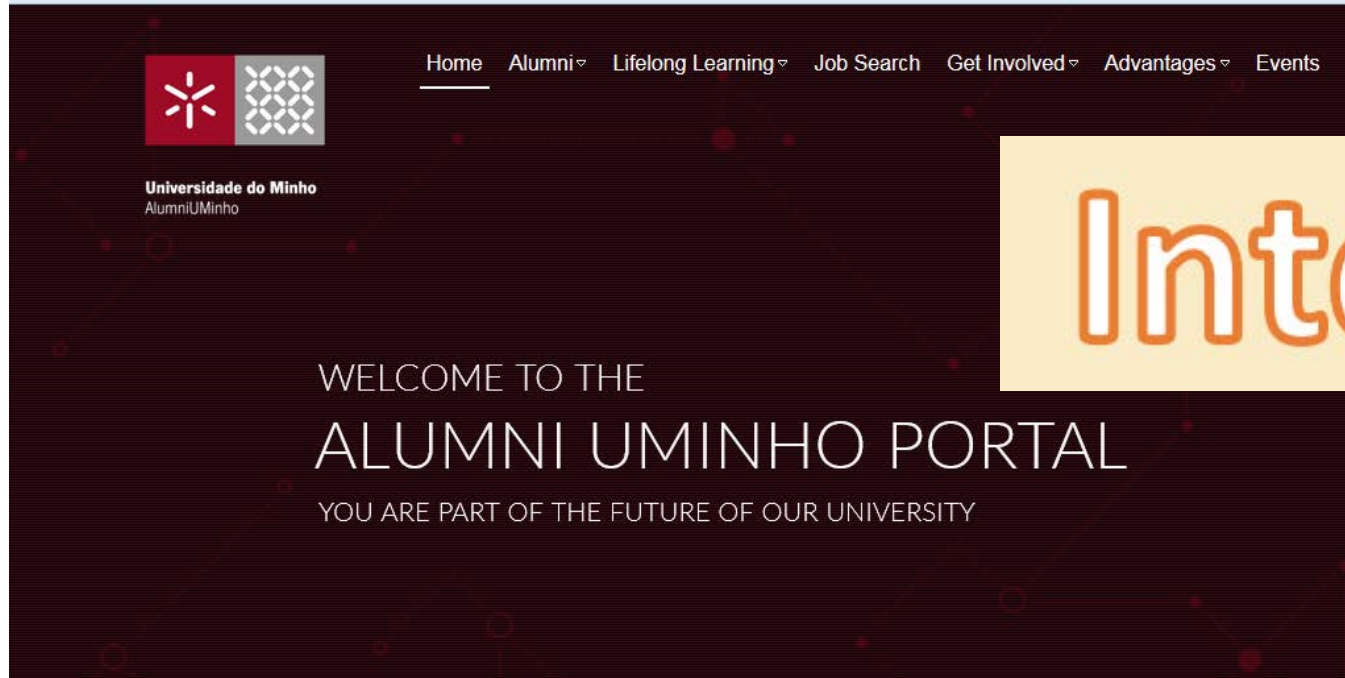 Home Alumni Lifelong Learning Job Search Get Involved Advantages Events
Universidade do Minho
AlumniUMinho
WELCOME TO THE
ALUMNI UMINHO PORTAL
YOU ARE PART OF THE FUTURE OF OUR UNIVERSITY